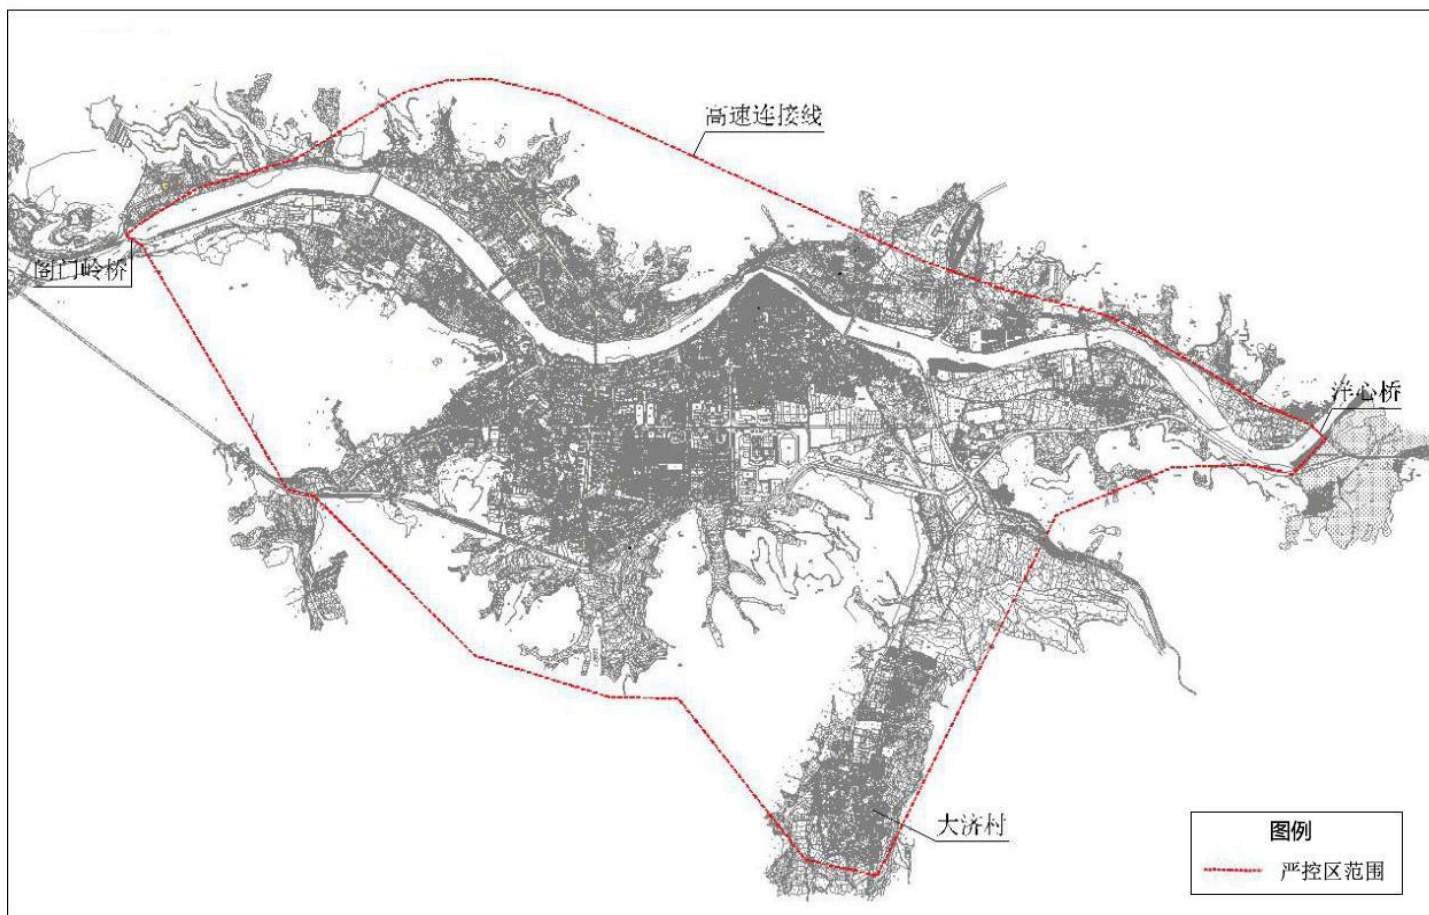 高速连接线
阁门岭桥
洋心桥
大济村
图例
严控区范围